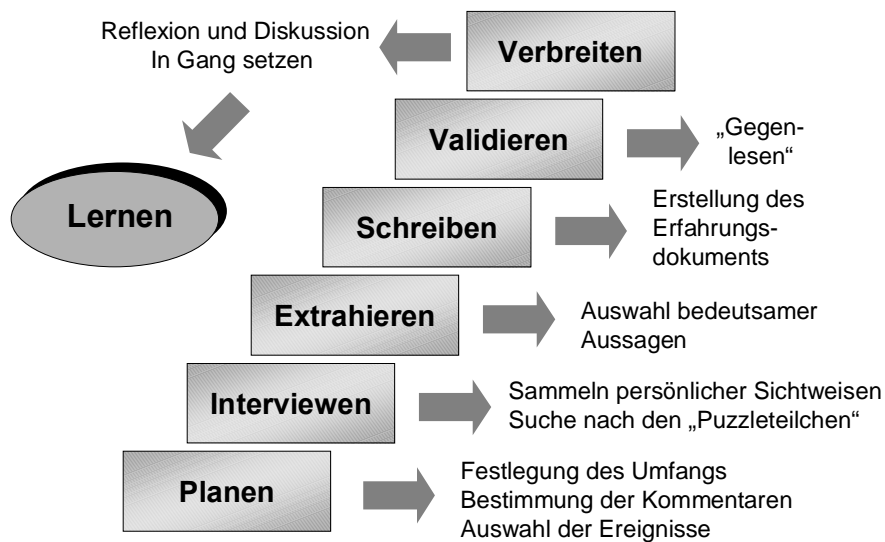 Reflexion und Diskussion
In Gang setzen
Verbreiten
Validieren
„Gegen-
lesen“
Lernen
Schreiben
Erstellung des
Erfahrungs-
dokuments
Extrahieren
Auswahl bedeutsamer
Aussagen
Interviewen
Sammeln persönlicher Sichtweisen
Suche nach den „Puzzleteilchen“
Planen
Festlegung des Umfangs
Bestimmung der Kommentaren
Auswahl der Ereignisse